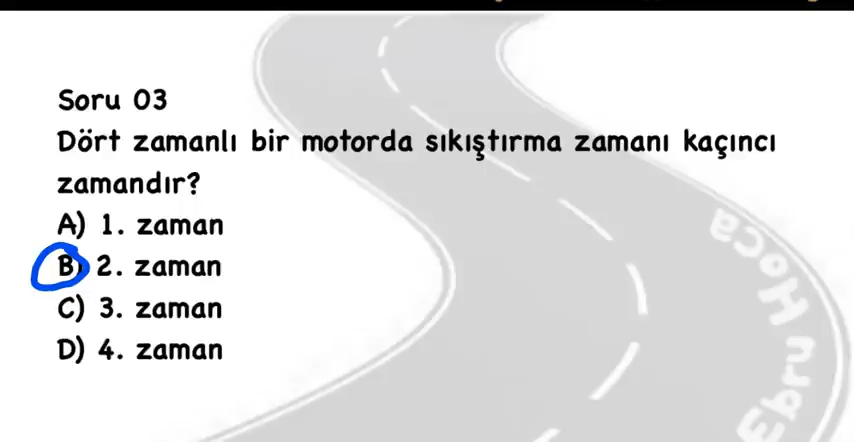 Soru 03
Dört zamanlı bir motorda sıkıştırma zamanı kaçıncı
zamandır?
A) 1. zaman
B) 2. zaman
C) 3. zaman
D) 4. zaman
Ebru Hoca